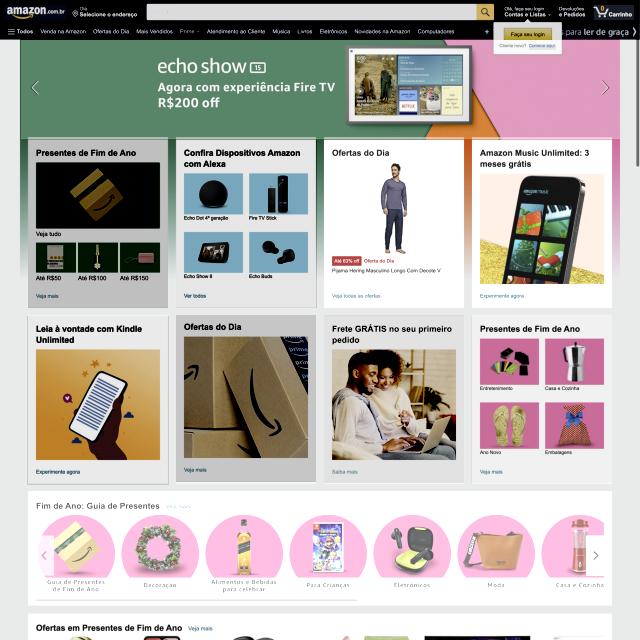 amazon.com.br
Olá
Selecione o endereço
Olá, faça seu login
Contas e Listas
Devoluções
e Pedidos
0
Carrinho
Todos
Venda na Amazon
Ofertas do Dia
Mais Vendidos
Prime
Atendimento ao Cliente
Música
Livros
Eletrônicos
Novidades na Amazon
Computadores
para ler de graça
Faça seu login
Cliente novo? Comece aqui
echo show 15
Agora com experiência Fire TV
R$200 off
Presentes de Fim de Ano
Veja tudo
Até R$50
Até R$100
Até R$150
Veja mais
Confira Dispositivos Amazon
com Alexa
Echo Dot 4ª geração
Fire TV Stick
Echo Show 8
Echo Buds
Ver todos
Ofertas do Dia
Até 63% off
Oferta do Dia
Pijama Hering Masculino Longo Com Decote V
Veja todas as ofertas
Amazon Music Unlimited: 3
meses grátis
amazon music
Experimente agora
Leia à vontade com Kindle
Unlimited
Experimente agora
Ofertas do Dia
prime
Veja mais
Frete GRÁTIS no seu primeiro
pedido
Saiba mais
Presentes de Fim de Ano
Entretenimento
Casa e Cozinha
Ano Novo
Embalagens
Veja mais
Fim de Ano: Guia de Presentes
Guia de Presentes
de Fim de Ano
Decoração
Alimentos e Bebidas
para celebrar
Para Crianças
Eletrônicos
Moda
Casa e Cozinha
Ofertas em Presentes de Fim de Ano
Veja mais